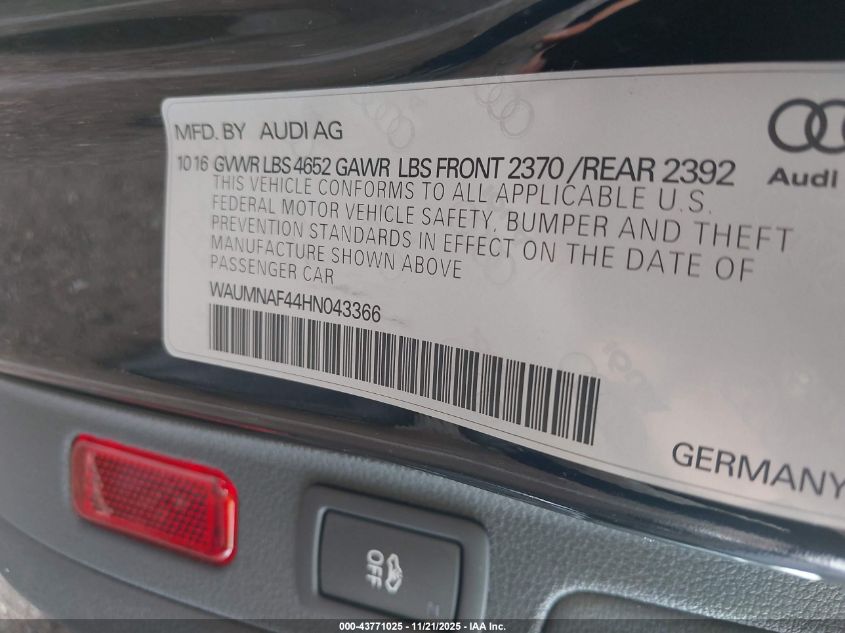 MFD. BY AUDI AG
10 16 GVWR LBS 4652 GAWR LBS FRONT 2370 /REAR 2392
THIS VEHICLE CONFORMS TO ALL APPLICABLE U.S.
FEDERAL MOTOR VEHICLE SAFETY, BUMPER AND THEFT
PREVENTION STANDARDS IN EFFECT ON THE DATE OF
MANUFACTURE SHOWN ABOVE
PASSENGER CAR
WAUMNAF44HN043366
Audi
GERMANY
OFF
000-43771025 - 11/21/2025 - IAA Inc.